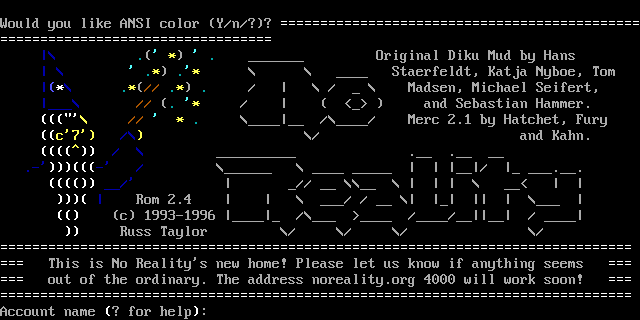 Would you like ANSI color (Y/n/?)?
No Reality
Original Diku Mud by Hans
Staerfeldt, Katja Nyboe, Tom
Madsen, Michael Seifert,
and Sebastian Hammer.
Merc 2.1 by Hatchet, Fury
and Kahn.
Rom 2.4
(c) 1993-1996
Russ Taylor
=== This is No Reality's new home! Please let us know if anything seems ===
=== out of the ordinary. The address noreality.org 4000 will work soon! ===
Account name (? for help):